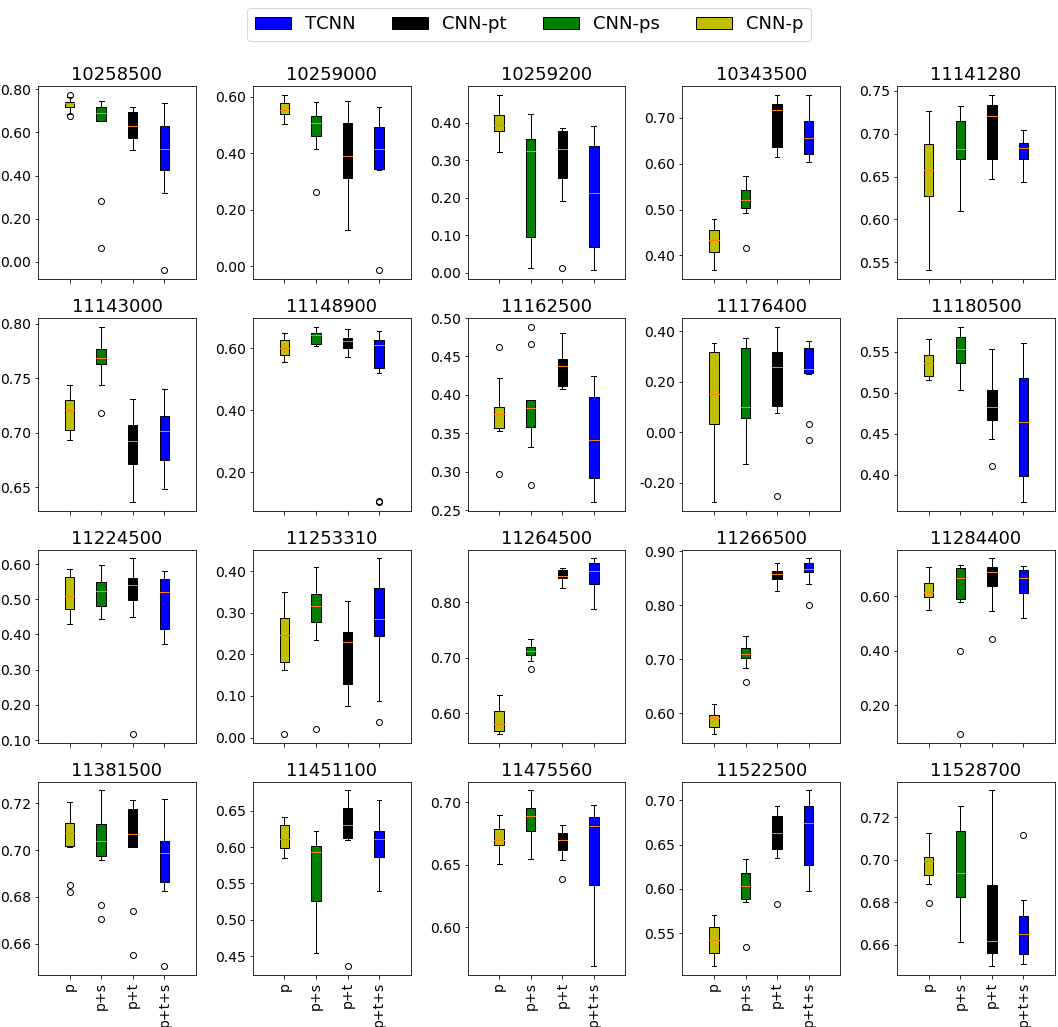 TCNN CNN-pt CNN-ps CNN-p
10258500 10259000 10259200 10343500 11141280
0.80 0.60 0.40 0.20 0.00
0.60 0.40 0.20 0.00
0.40 0.30 0.20 0.10 0.00
0.70 0.60 0.50 0.40
0.75 0.70 0.65 0.60 0.55
11143000 11148900 11162500 11176400 11180500
0.80 0.75 0.70 0.65
0.60 0.40 0.20
0.50 0.45 0.40 0.35 0.30 0.25
0.40 0.20 0.00 -0.20
0.55 0.50 0.45 0.40
11224500 11253310 11264500 11266500 11284400
0.60 0.50 0.40 0.30 0.20 0.10
0.40 0.30 0.20 0.10 0.00
0.80 0.70 0.60
0.90 0.80 0.70 0.60
0.60 0.40 0.20
11381500 11451100 11475560 11522500 11528700
0.72 0.70 0.68 0.66
0.65 0.60 0.55 0.50 0.45
0.70 0.65 0.60
0.70 0.65 0.60 0.55
0.72 0.70 0.68 0.66
p p+s p+t p+t+s
p p+s p+t p+t+s
p p+s p+t p+t+s
p p+s p+t p+t+s
p p+s p+t p+t+s